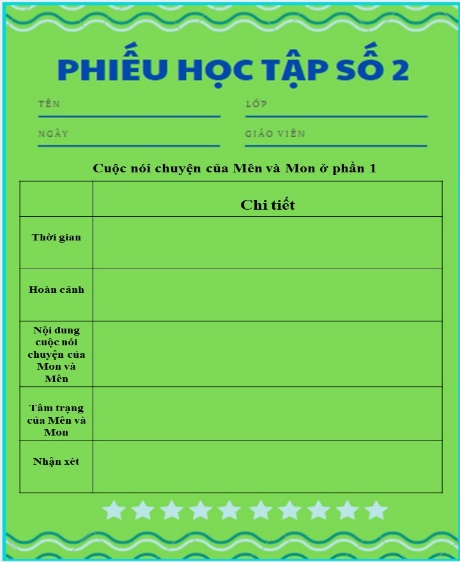 PHIẾU HỌC TẬP SỐ 2
TÊN
LỚP
NGÀY
GIÁO VIÊN
Cuộc nói chuyện của Mên và Mon ở phần 1
Chi tiết
Thời gian
Hoàn cảnh
Nội dung
cuộc nói
chuyện của
Mon và
Mên
Tâm trạng
của Mên và
Mon
Nhận xét